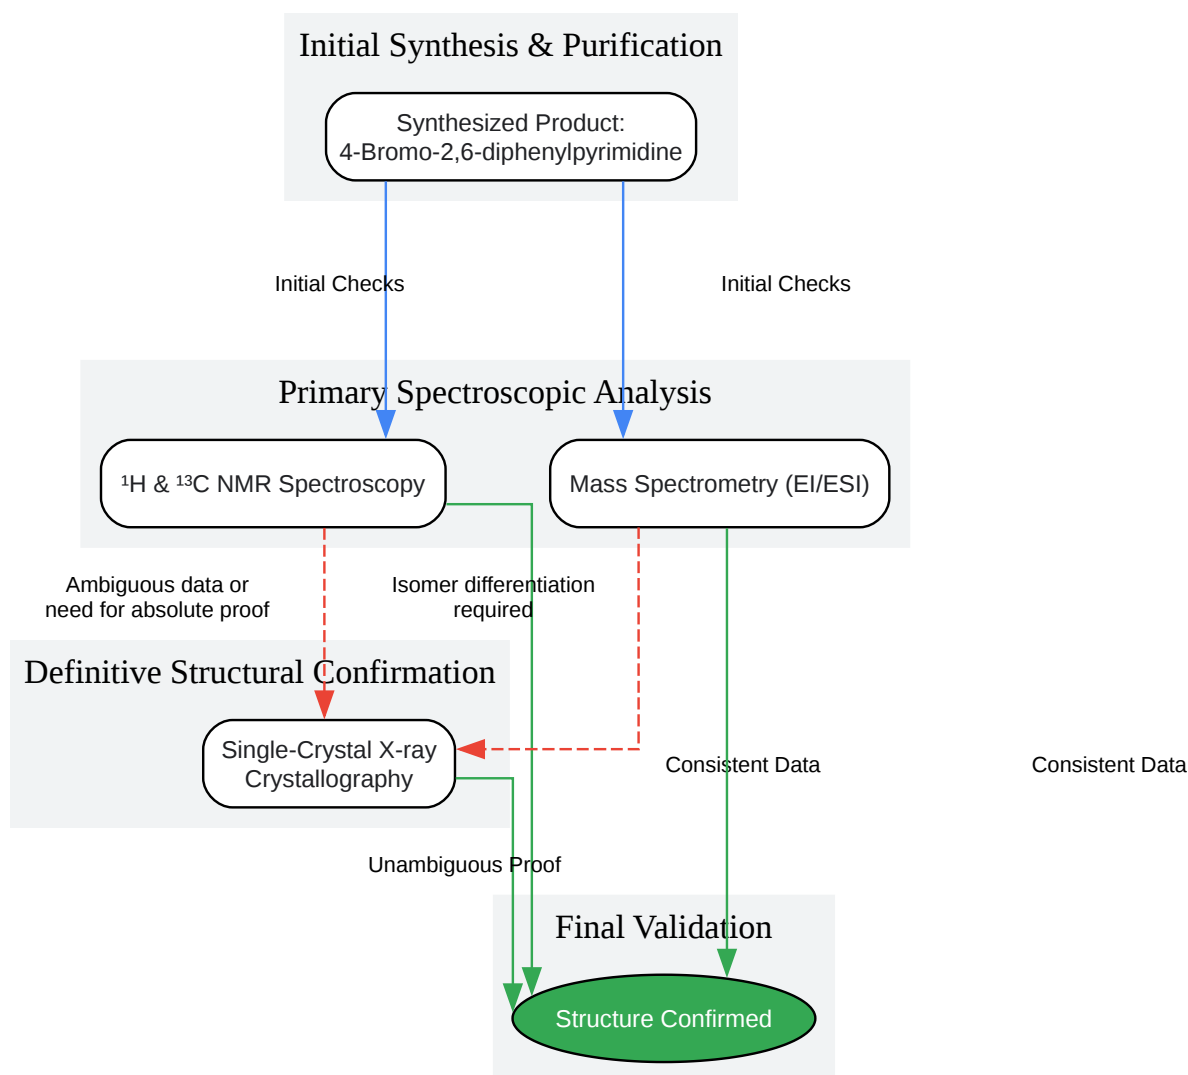 Initial Synthesis & Purification
Synthesized Product:
4-Bromo-2,6-diphenylpyrimidine
Initial Checks
Initial Checks
Primary Spectroscopic Analysis
¹H & ¹³C NMR Spectroscopy
Mass Spectrometry (EI/ESI)
Ambiguous data or
need for absolute proof
Isomer differentiation
required
Definitive Structural Confirmation
Single-Crystal X-ray
Crystallography
Consistent Data
Consistent Data
Unambiguous Proof
Final Validation
Structure Confirmed